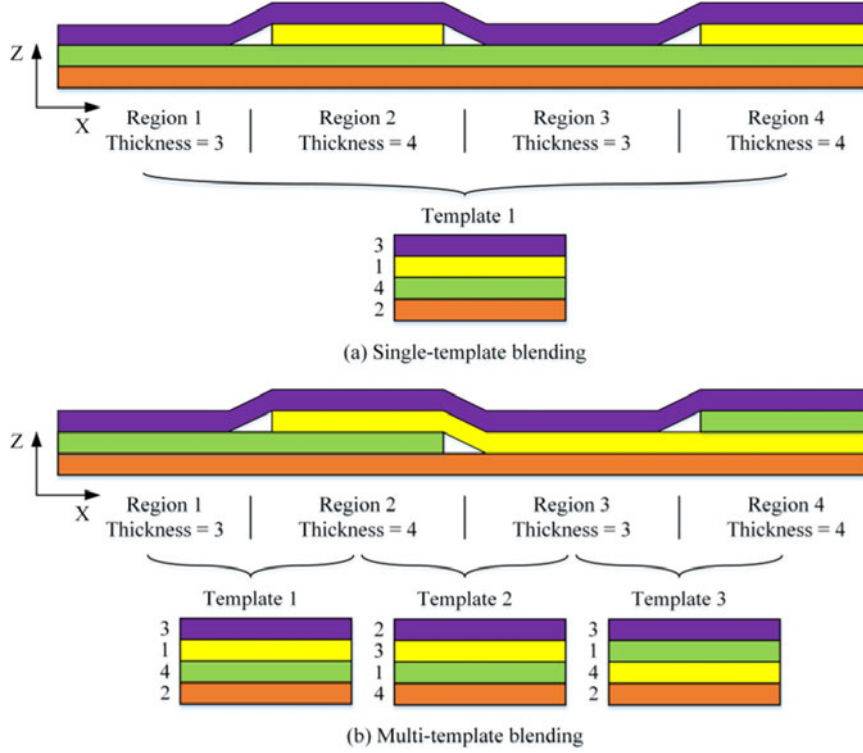 Z
X
Region 1 Region 2 Region 3 Region 4
Thickness = 3 Thickness = 4 Thickness = 3 Thickness = 4
Template 1
3
1
4
2
(a) Single-template blending
Z
X
Region 1 Region 2 Region 3 Region 4
Thickness = 3 Thickness = 4 Thickness = 3 Thickness = 4
Template 1 Template 2 Template 3
3 2 3
1 3 1
4 1 4
2 4 2
(b) Multi-template blending